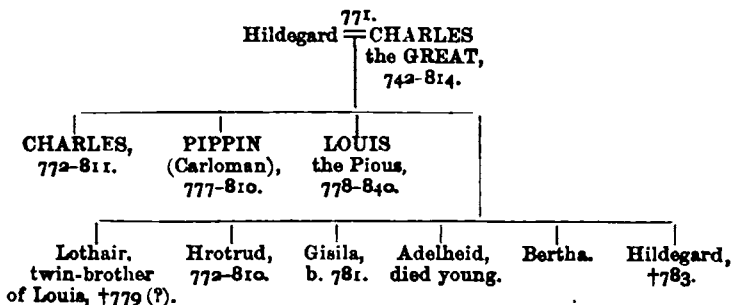 771.
Hildegard = CHARLES
the GREAT,
742-814.
CHARLES, PIPPIN LOUIS
772-811. (Carloman), the Pious,
777-810. 778-840.
Lothair. Hrotrud, Gisila, Adelheid, Bertha. Hildegard,
twin-brother 772-810. b. 781. died young. †783.
of Louis, †779 (?).